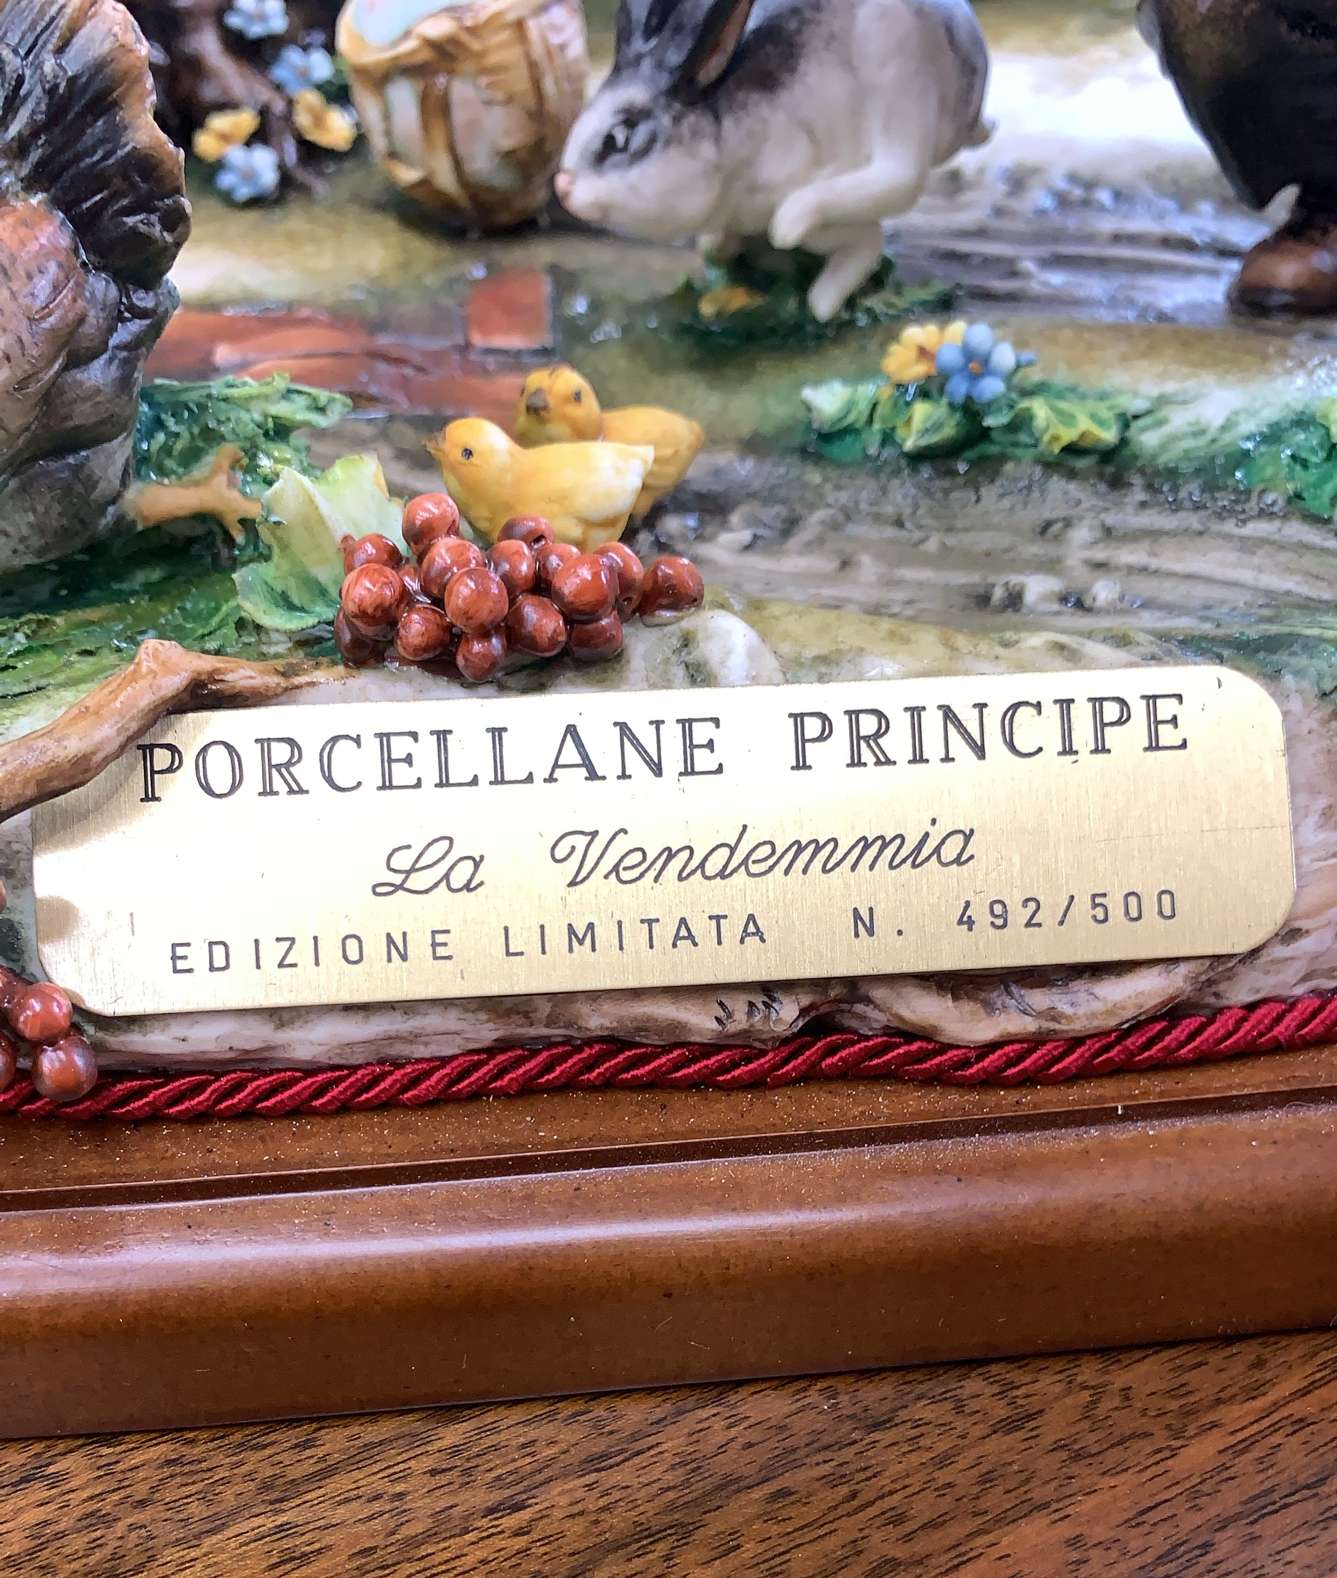 PORCELLANE PRINCIPE
La Vendemmia
EDIZIONE LIMITATA N. 492/500